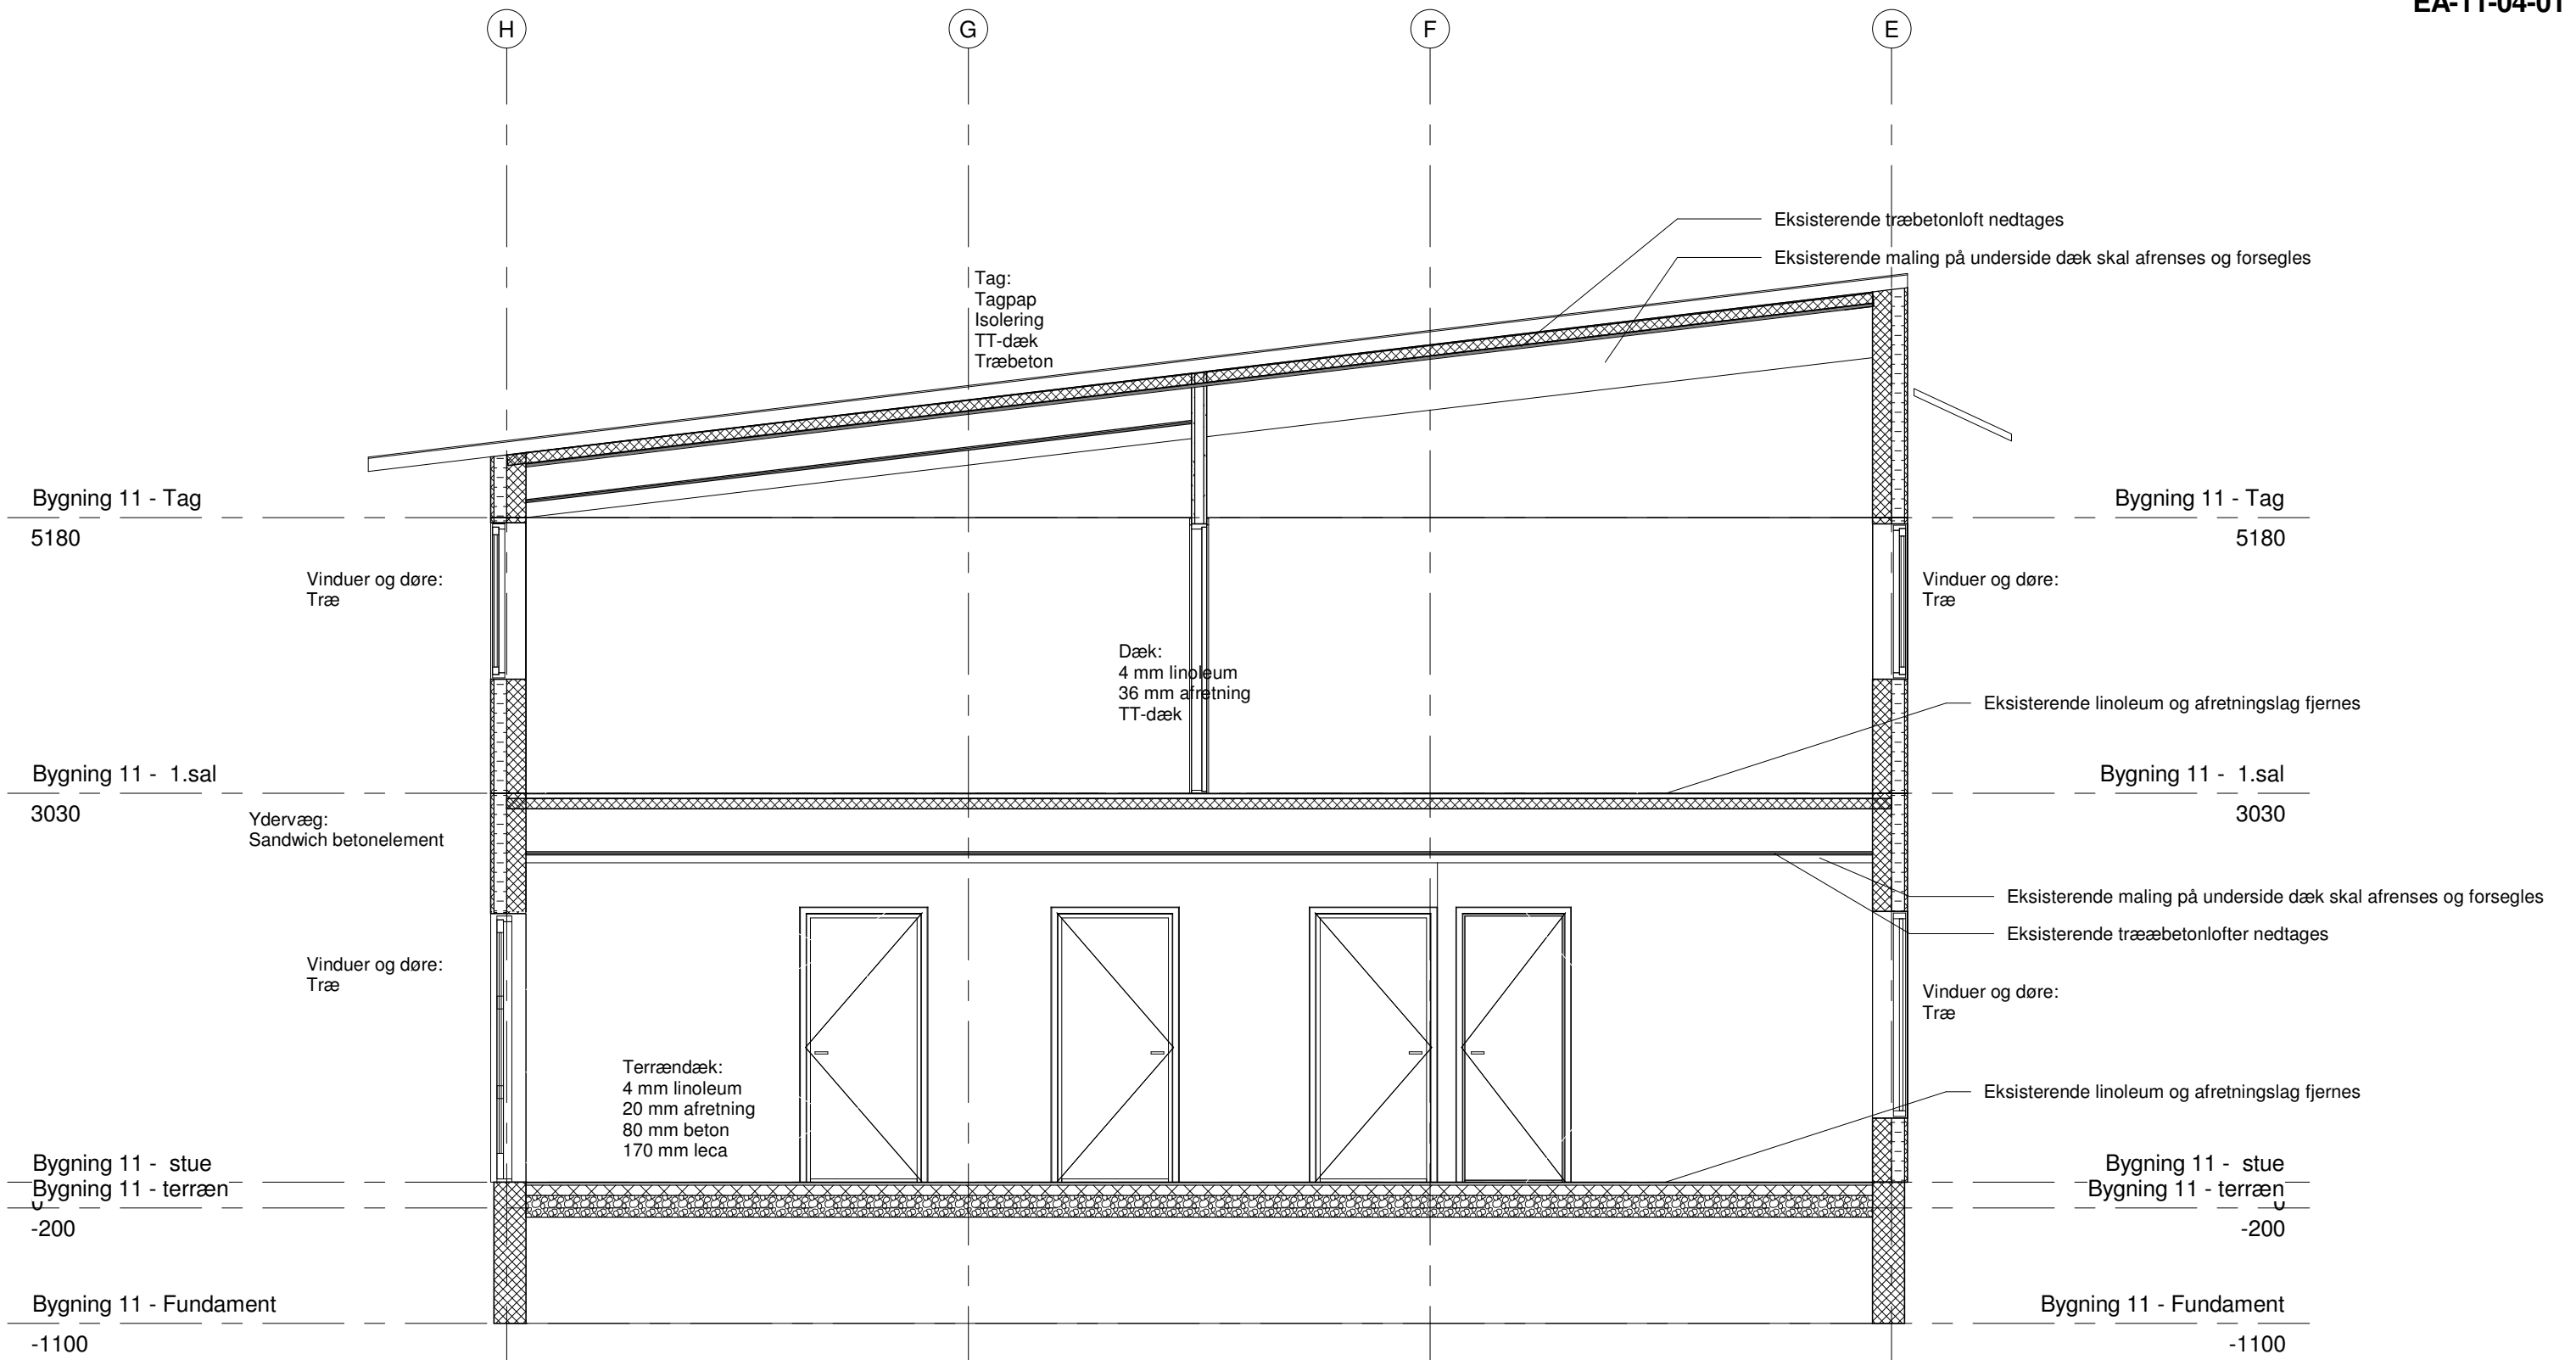 EA-11-04-01
H
G
F
E
Eksisterende træbetonloft nedtages
Eksisterende maling på underside dæk skal afrenses og forsegles
Tag:
Tagpap
Isolering
TT-dæk
Træbeton
Bygning 11 - Tag
5180
Bygning 11 - Tag
5180
Vinduer og døre:
Træ
Vinduer og døre:
Træ
Dæk:
4 mm linoleum
36 mm afretning
TT-dæk
Eksisterende linoleum og afretningslag fjernes
Bygning 11 - 1.sal
3030
Bygning 11 - 1.sal
3030
Ydervæg:
Sandwich betonelement
Eksisterende maling på underside dæk skal afrenses og forsegles
Eksisterende trææbetonlofter nedtages
Vinduer og døre:
Træ
Vinduer og døre:
Træ
Terrændæk:
4 mm linoleum
20 mm afretning
80 mm beton
170 mm leca
Eksisterende linoleum og afretningslag fjernes
Bygning 11 - stue
Bygning 11 - terræn
0
-200
Bygning 11 - stue
Bygning 11 - terræn
0
-200
Bygning 11 - Fundament
-1100
Bygning 11 - Fundament
-1100